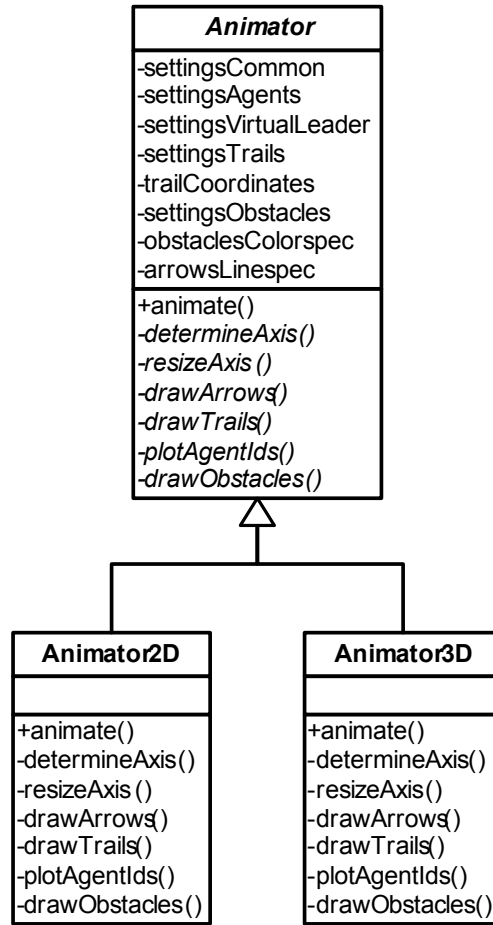 Animator
-settingsCommon
-settingsAgents
-settingsVirtualLeader
-settingsTrails
-trailCoordinates
-settingsObstacles
-obstaclesColorspec
-arrowsLinespec
+animate()
-determineAxis()
-resizeAxis()
-drawArrows()
-drawTrails()
-plotAgentIds()
-drawObstacles()
Animator2D
+animate()
-determineAxis()
-resizeAxis()
-drawArrows()
-drawTrails()
-plotAgentIds()
-drawObstacles()
Animator3D
+animate()
-determineAxis()
-resizeAxis()
-drawArrows()
-drawTrails()
-plotAgentIds()
-drawObstacles()